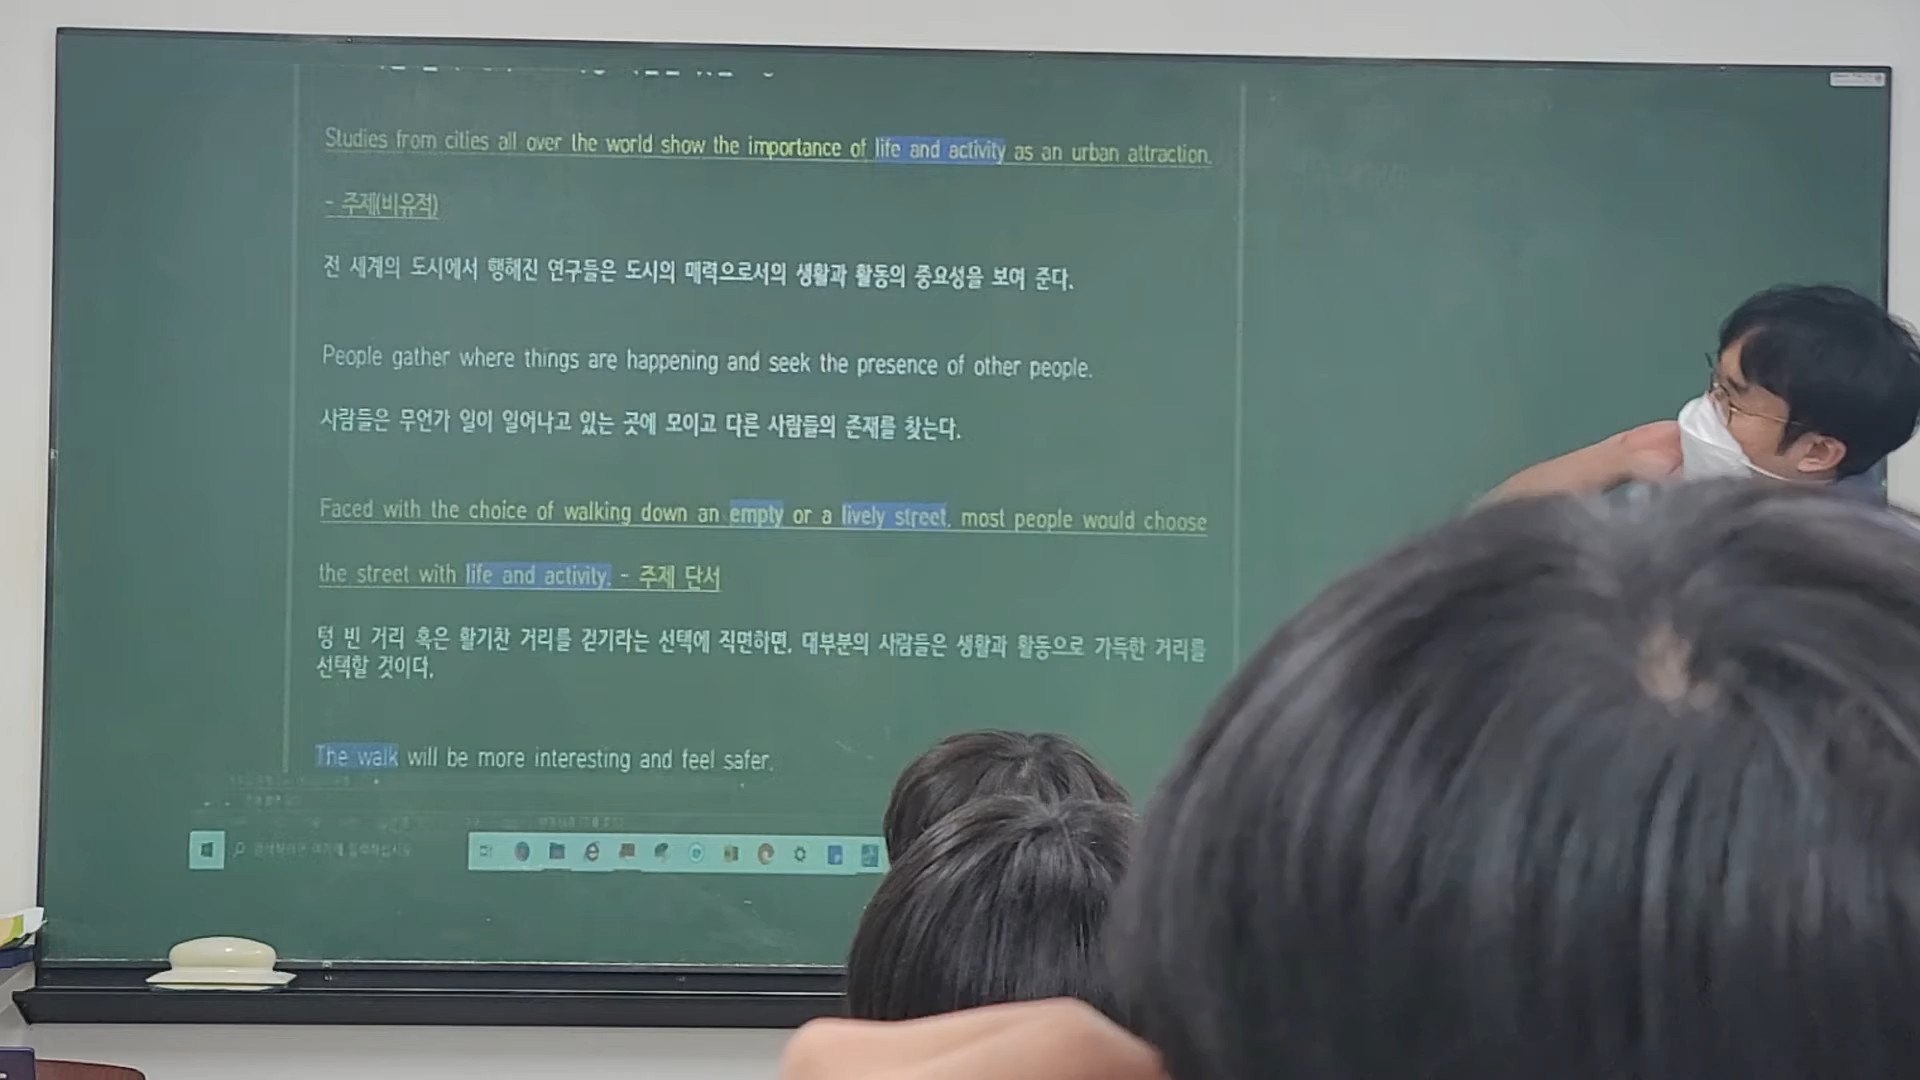 Studies from cities all over the world show the importance of life and activity as an urban attraction.
- 주제(비유적)
전 세계의 도시에서 행해진 연구들은 도시의 매력으로서의 생활과 활동의 중요성을 보여 준다.
People gather where things are happening and seek the presence of other people.
사람들은 무언가 일이 일어나고 있는 곳에 모이고 다른 사람들의 존재를 찾는다.
Faced with the choice of walking down an empty or a lively street, most people would choose
the street with life and activity. - 주제 단서
텅 빈 거리 혹은 활기찬 거리를 걷기라는 선택에 직면하면, 대부분의 사람들은 생활과 활동으로 가득한 거리를
선택할 것이다.
The walk will be more interesting and feel safer.